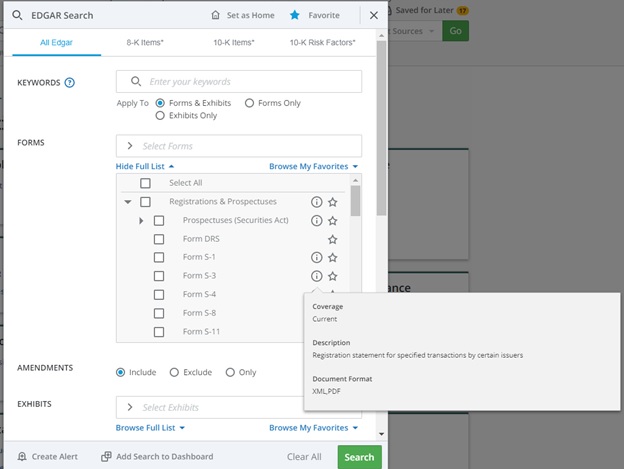 EDGAR Search
Set as Home
Favorite
Saved for Later 17
Sources
Go
All Edgar
8-K Items*
10-K Items*
10-K Risk Factors*
KEYWORDS ?
Enter your keywords
Apply To Forms & Exhibits Forms Only
Exhibits Only
FORMS
Select Forms
Hide Full List
Browse My Favorites
Select All
Registrations & Prospectuses
Prospectuses (Securities Act)
Form DRS
Form S-1
Form S-3
Form S-4
Form S-8
Form S-11
ance
Coverage
Current
Description
Registration statement for specified transactions by certain issuers
Document Format
XML,PDF
AMENDMENTS
Include Exclude Only
EXHIBITS
Select Exhibits
Browse Full List
Browse My Favorites
Create Alert
Add Search to Dashboard
Clear All
Search